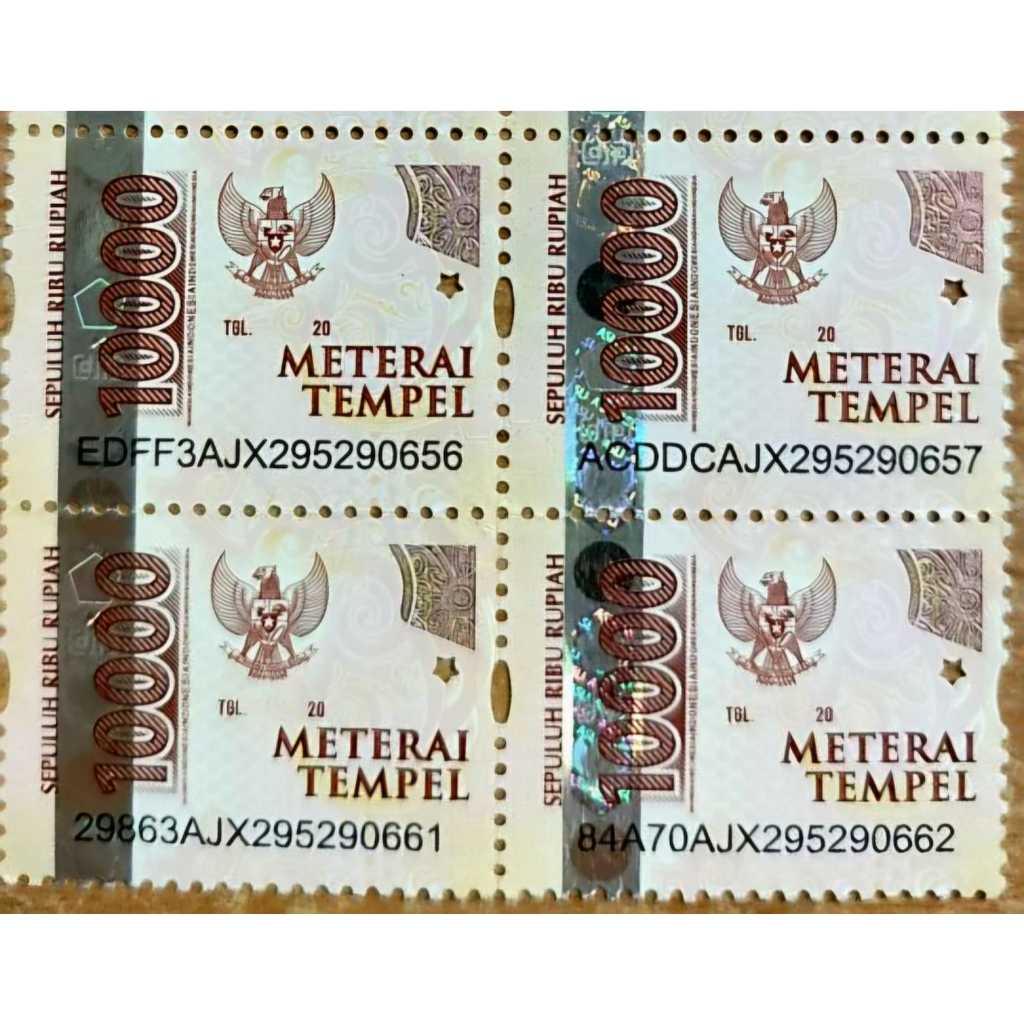 SEPULUH RIBU RUPIAH
10000
TGL. 20
METERAI
TEMPEL
EDFF3AJX295290656
SEPULUH RIBU RUPIAH
10000
TGL. 20
METERAI
TEMPEL
ACDDCAJX295290657
SEPULUH RIBU RUPIAH
10000
TGL. 20
METERAI
TEMPEL
29863AJX295290661
SEPULUH RIBU RUPIAH
10000
TGL. 20
METERAI
TEMPEL
84A70AJX295290662